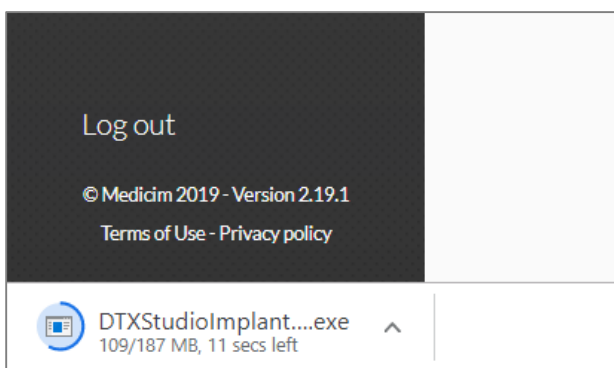 Log out
© Medicim 2019 - Version 2.19.1
Terms of Use - Privacy policy
DTXStudioImplant....exe
109/187 MB, 11 secs left